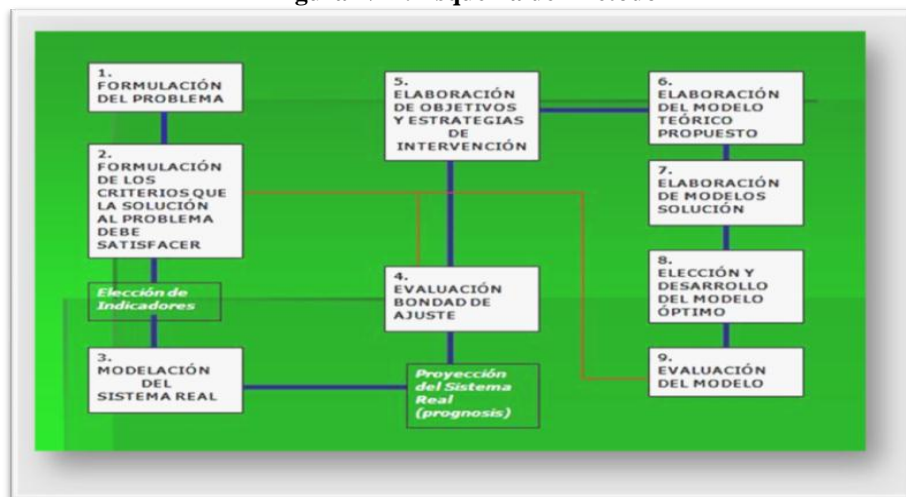 1.
FORMULACIÓN
DEL PROBLEMA
2.
FORMULACIÓN
DE LOS
CRITERIOS QUE
LA SOLUCIÓN
AL PROBLEMA
DEBE
SATISFACER
Elección de
Indicadores
3.
MODELACIÓN
DEL
SISTEMA REAL
Proyección
del Sistema
Real
(prognosis)
4.
EVALUACIÓN
BONDAD DE
AJUSTE
5.
ELABORACIÓN
DE OBJETIVOS
Y ESTRATEGIAS
DE
INTERVENCIÓN
6.
ELABORACIÓN
DEL MODELO
TEÓRICO
PROPUESTO
7.
ELABORACIÓN
DE MODELOS
SOLUCIÓN
8.
ELECCIÓN Y
DESARROLLO
DEL MODELO
ÓPTIMO
9.
EVALUACIÓN
DEL MODELO